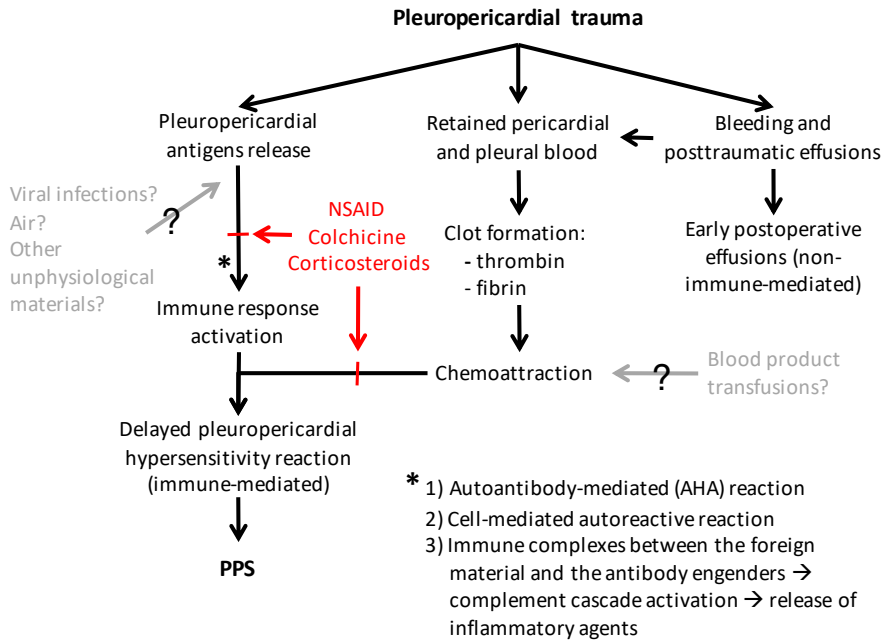 Pleuropericardial trauma
Pleuropericardial
antigens release
Retained pericardial
and pleural blood
Bleeding and
posttraumatic effusions
Viral infections?
Air?
Other
unphysiological
materials?
?
NSAID
Colchicine
Corticosteroids
Clot formation:
- thrombin
- fibrin
Early postoperative
effusions (non-
immune-mediated)
*
Immune response
activation
Chemoattraction
?
Blood product
transfusions?
Delayed pleuropericardial
hypersensitivity reaction
(immune-mediated)
PPS
* 1) Autoantibody-mediated (AHA) reaction
2) Cell-mediated autoreactive reaction
3) Immune complexes between the foreign
material and the antibody engenders →
complement cascade activation → release of
inflammatory agents